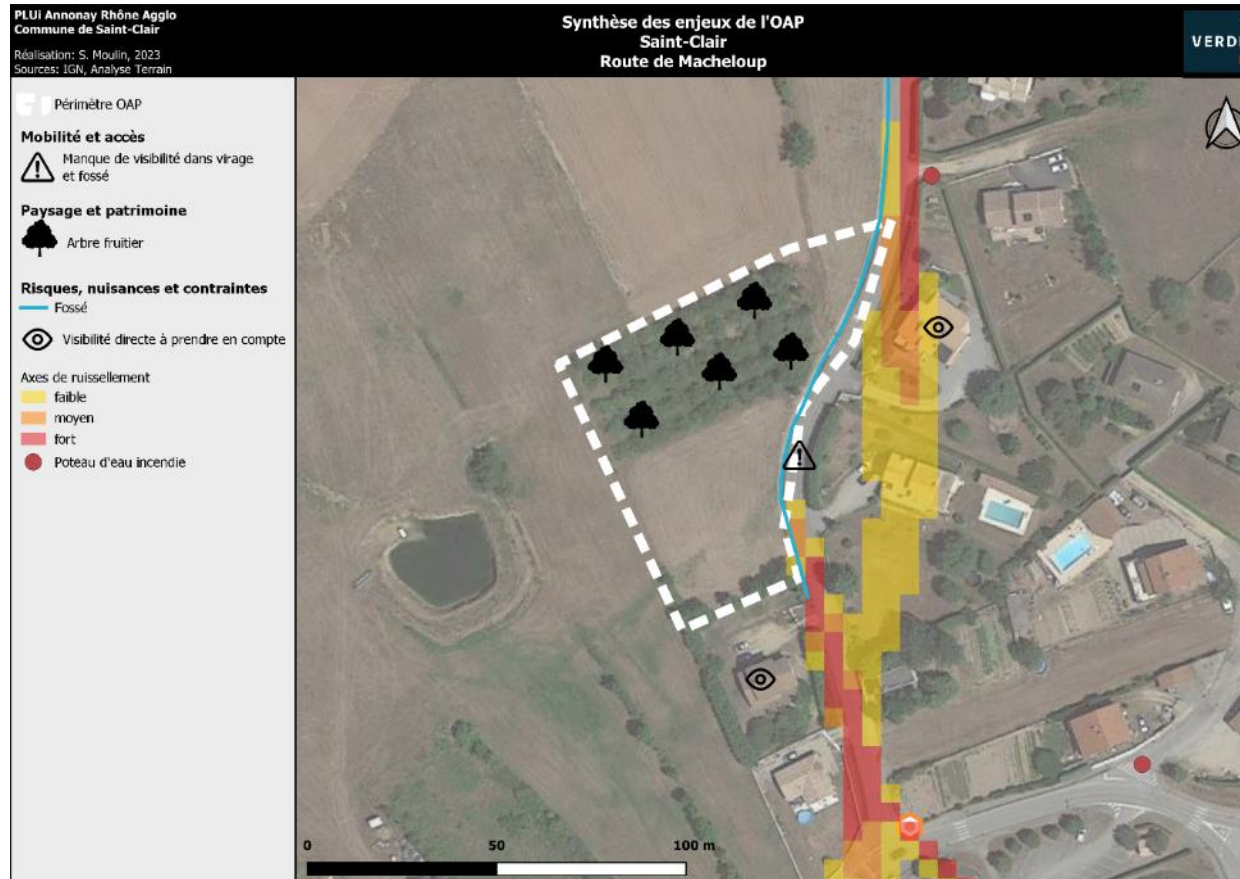 PLUi Annonay Rhône Agglo
Commune de Saint-Clair
Réalisation: S. Moulin, 2023
Sources: IGN, Analyse Terrain
Synthèse des enjeux de l'OAP
Saint-Clair
Route de Macheloup
VERDI
Périmètre OAP
Mobilité et accès
Manque de visibilité dans virage
et fossé
Paysage et patrimoine
Arbre fruitier
Risques, nuisances et contraintes
Fossé
Visibilité directe à prendre en compte
Axes de ruissellement
faible
moyen
fort
Poteau d'eau incendie
0 50 100 m